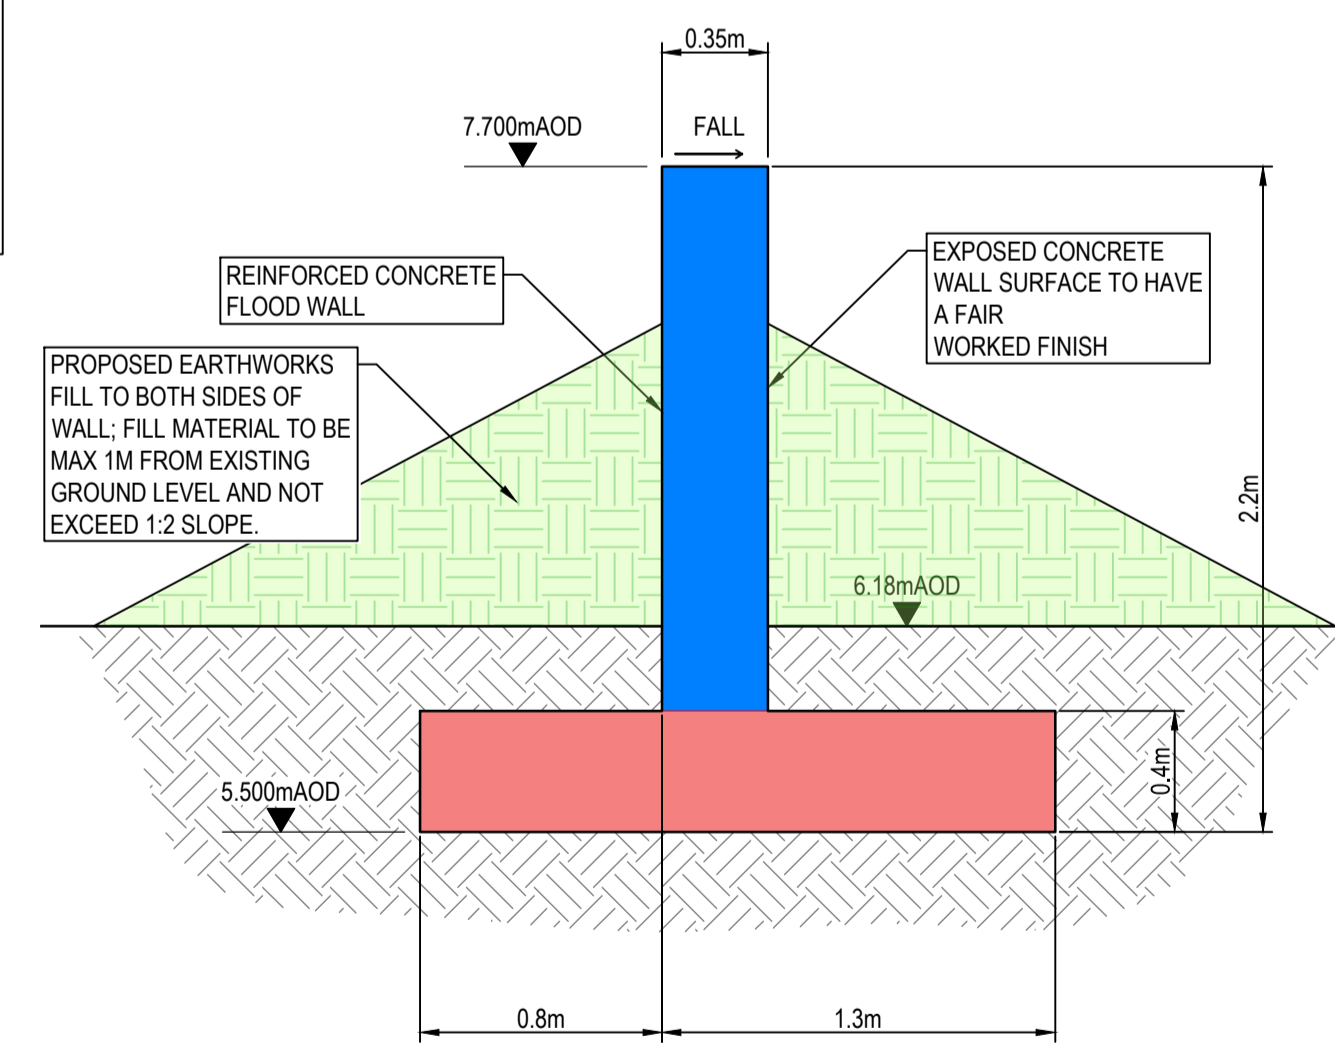 0.35m
7.700mAOD
FALL
REINFORCED CONCRETE
FLOOD WALL
EXPOSED CONCRETE
WALL SURFACE TO HAVE
A FAIR
WORKED FINISH
PROPOSED EARTHWORKS
FILL TO BOTH SIDES OF
WALL; FILL MATERIAL TO BE
MAX 1M FROM EXISTING
GROUND LEVEL AND NOT
EXCEED 1:2 SLOPE.
2.2m
6.18mAOD
0.4m
5.500mAOD
0.8m
1.3m